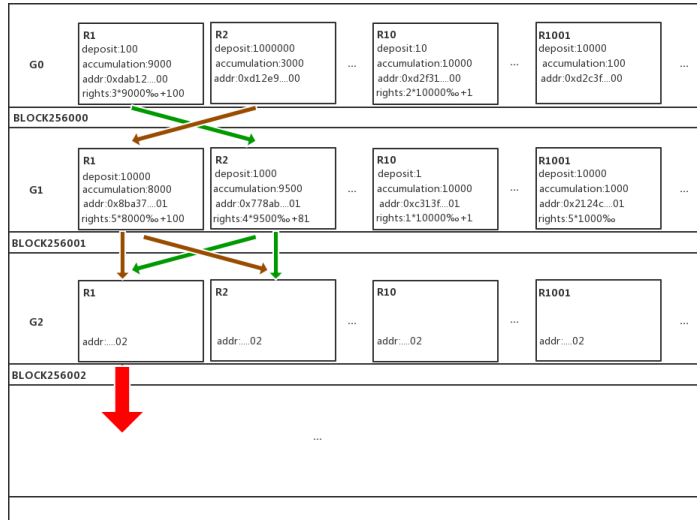 G0
R1
deposit:100
accumulation:9000
addr:0xdab12....00
rights:3*9000‱+100
R2
deposit:1000000
accumulation:3000
addr:0xd12e9....00
...
R10
deposit:10
accumulation:10000
addr:0xd2f31....00
rights:2*10000‱+1
...
R1001
deposit:10000
accumulation:100
addr:0xd2c3f....00
...
BLOCK256000
G1
R1
deposit:10000
accumulation:8000
addr:0x8ba37....01
rights:5*8000‱+100
R2
deposit:1000
accumulation:9500
addr:0x778ab....01
rights:4*9500‱+81
...
R10
deposit:1
accumulation:10000
addr:0xc313f....01
rights:1*10000‱+1
...
R1001
deposit:10000
accumulation:1000
addr:0x2124c....01
rights:5*1000‱
...
BLOCK256001
G2
R1
addr:....02
R2
addr:....02
...
R10
addr:....02
...
R1001
addr:....02
...
BLOCK256002
...